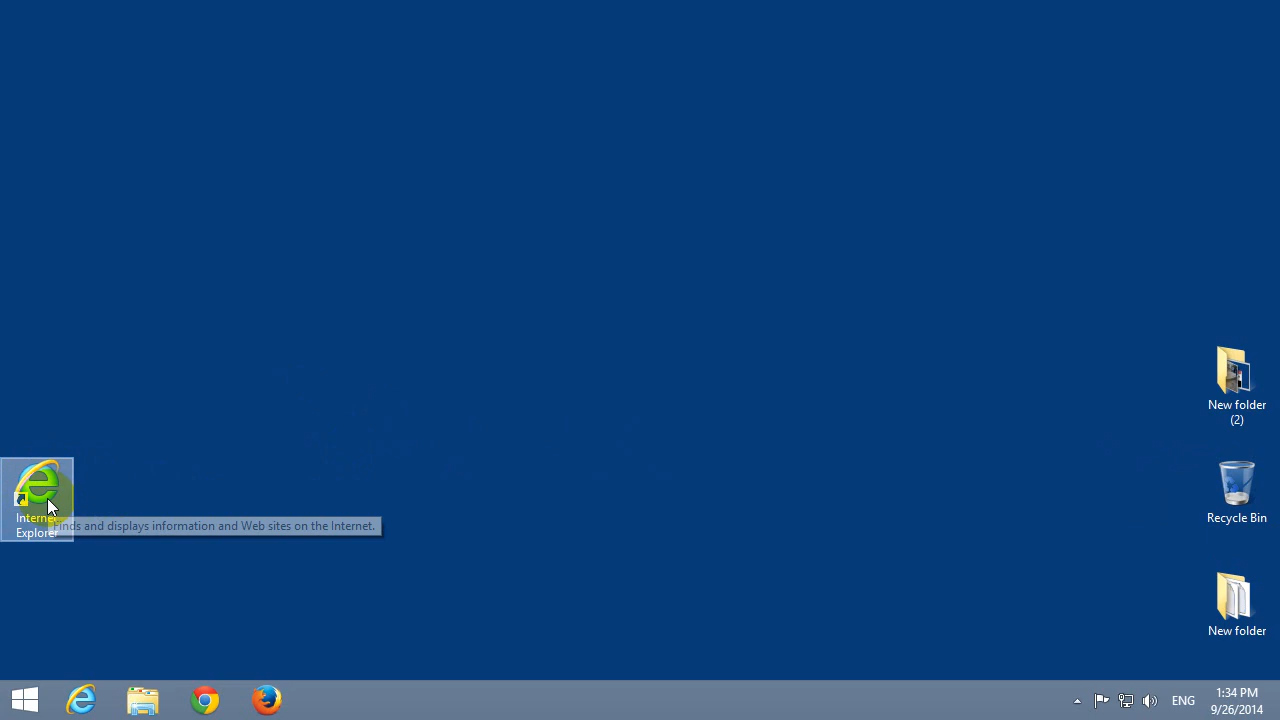 New folder
(2)
Internet
Explorer
Finds and displays information and Web sites on the Internet.
Recycle Bin
New folder
ENG
1:34 PM
9/26/2014